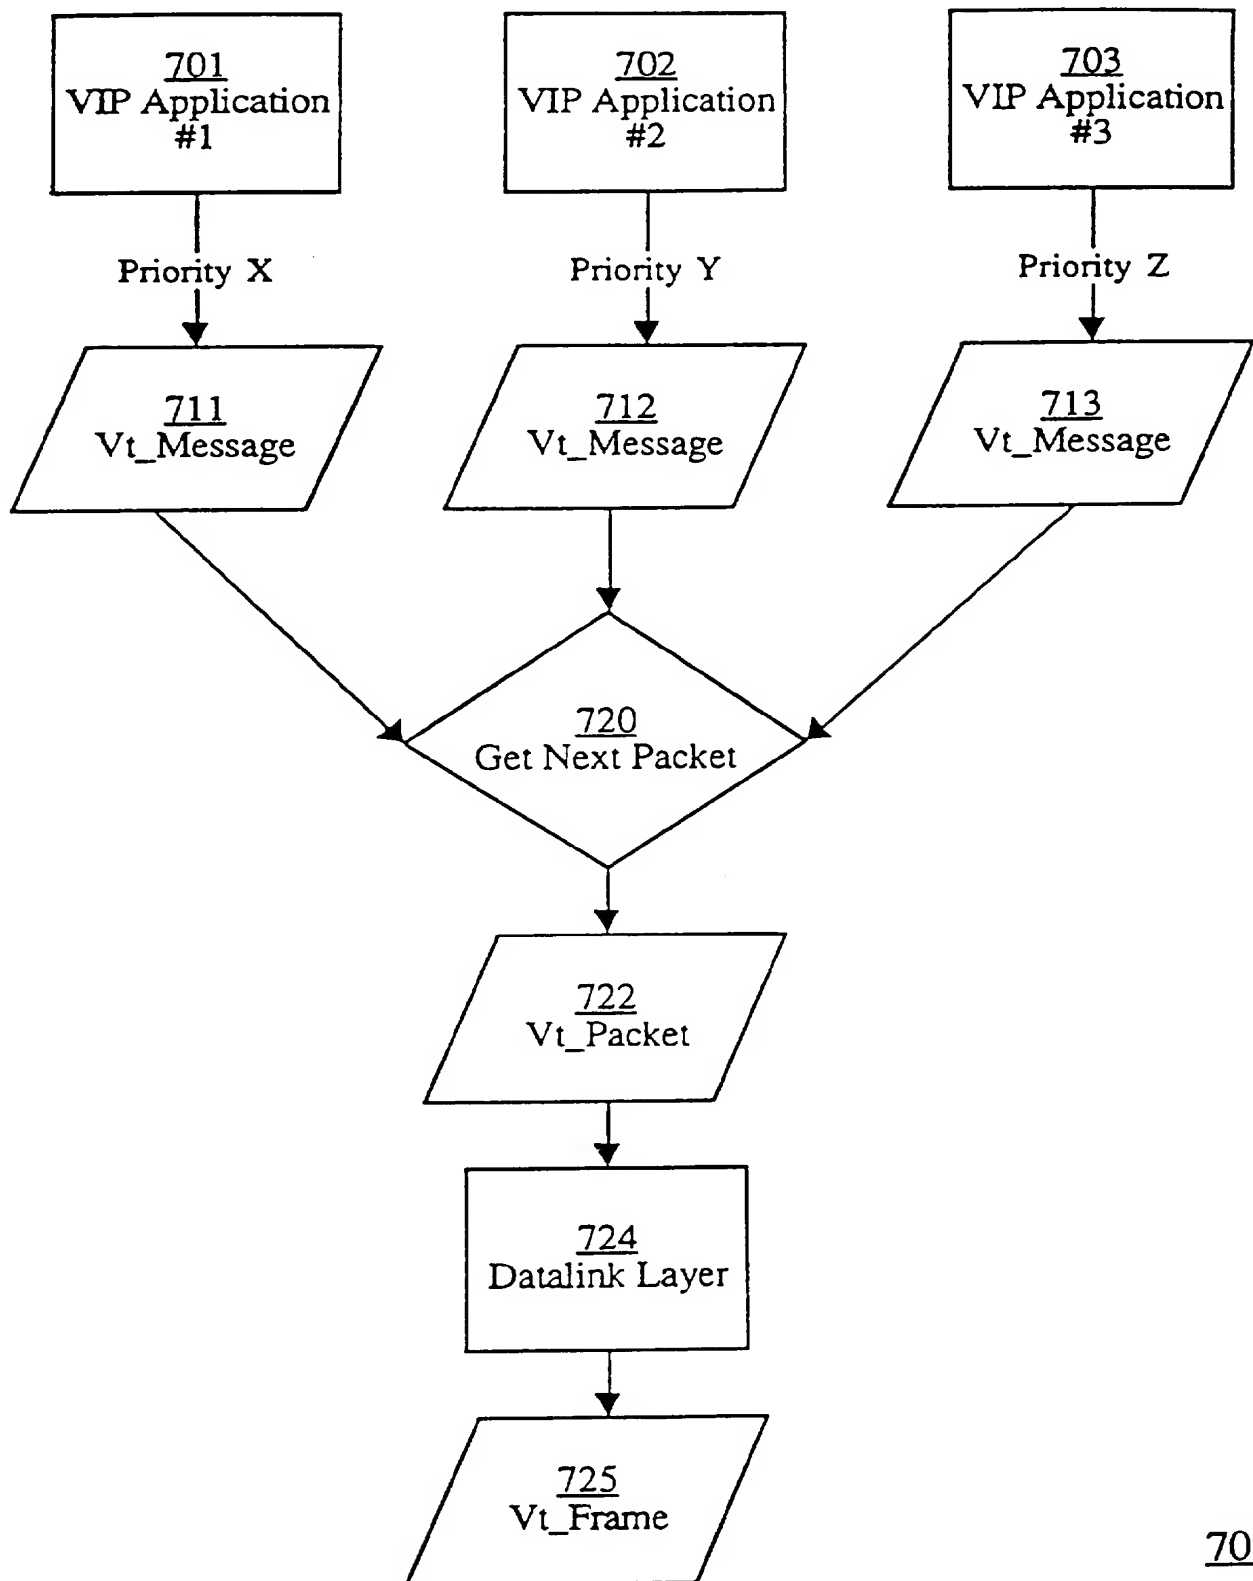 701
VIP Application
#1
702
VIP Application
#2
703
VIP Application
#3
Priority X
Priority Y
Priority Z
711
Vt_Message
712
Vt_Message
713
Vt_Message
720
Get Next Packet
722
Vt_Packet
724
Datalink Layer
725
Vt_Frame
70